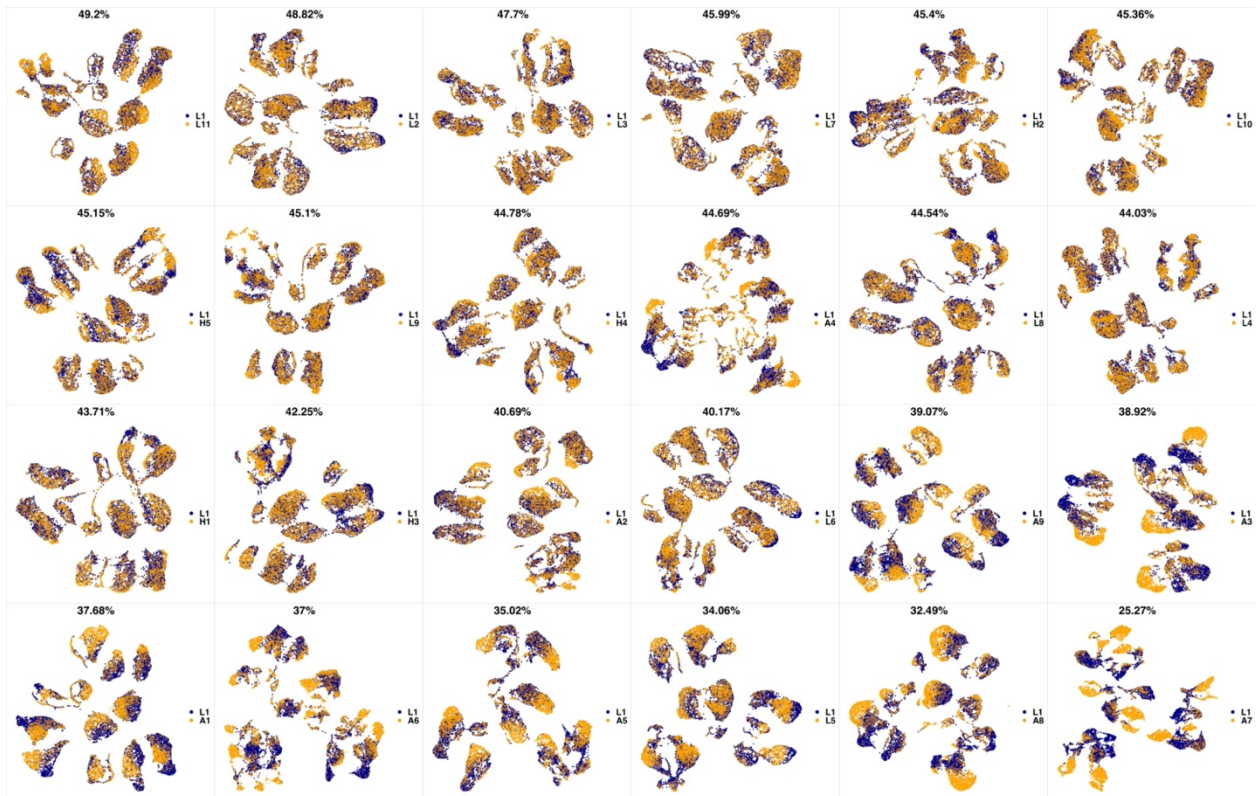 49.2%
L1
L11
48.82%
L1
L2
47.7%
L1
L3
45.99%
L1
L7
45.4%
L1
H2
45.36%
L1
L10
45.15%
L1
H5
45.1%
L1
L9
44.78%
L1
H4
44.69%
L1
A4
44.54%
L1
L8
44.03%
L1
L4
43.71%
L1
H1
42.25%
L1
H3
40.69%
L1
A2
40.17%
L1
L6
39.07%
L1
A9
38.92%
L1
A3
37.68%
L1
A1
37%
L1
A6
35.02%
L1
A5
34.06%
L1
L5
32.49%
L1
A8
25.27%
L1
A7